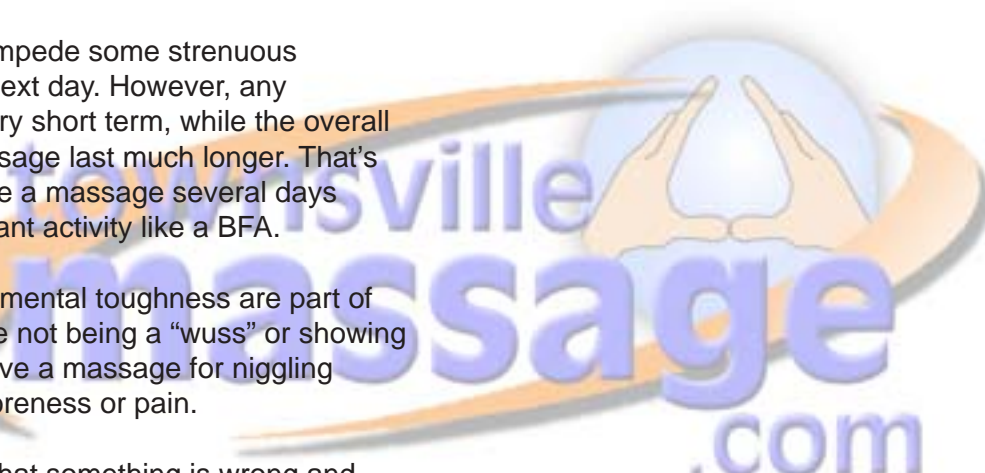 mpede some strenuous
ext day. However, any
ry short term, while the overall
sage last much longer. That's
e a massage several days
ant activity like a BFA.
mental toughness are part of
e not being a “wuss” or showing
ve a massage for niggling
oreness or pain.
hat something is wrong and
townsville
massage
.com